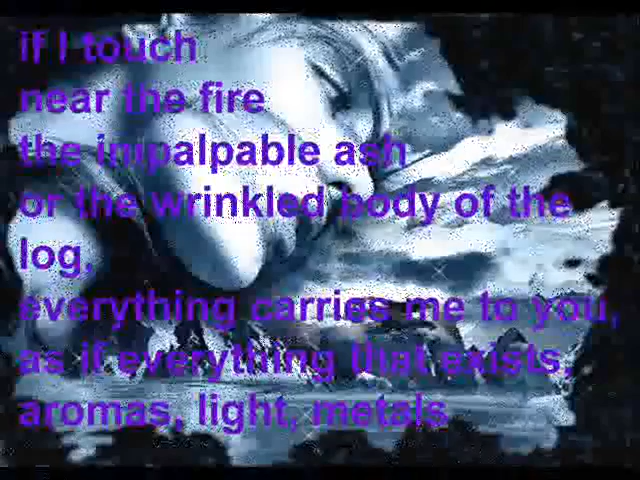 if I touch
near the fire
the impalpable ash
or the wrinkled body of the
log,
everything carries me to you,
as if everything that exists,
aromas, light, metals